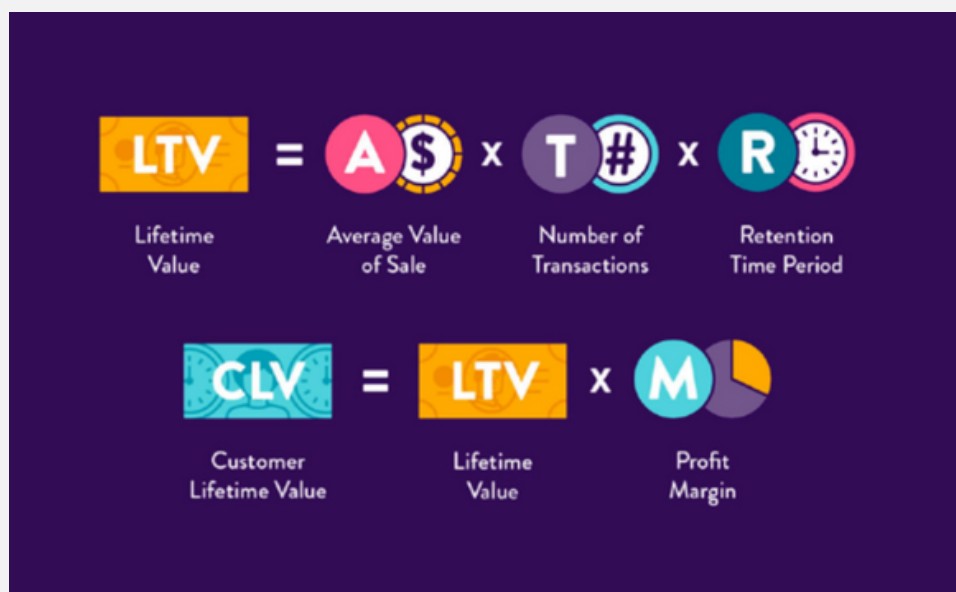 LTV = A $ x T # x R
Lifetime Value
Average Value of Sale
Number of Transactions
Retention Time Period
CLV = LTV x M
Customer Lifetime Value
Lifetime Value
Profit Margin